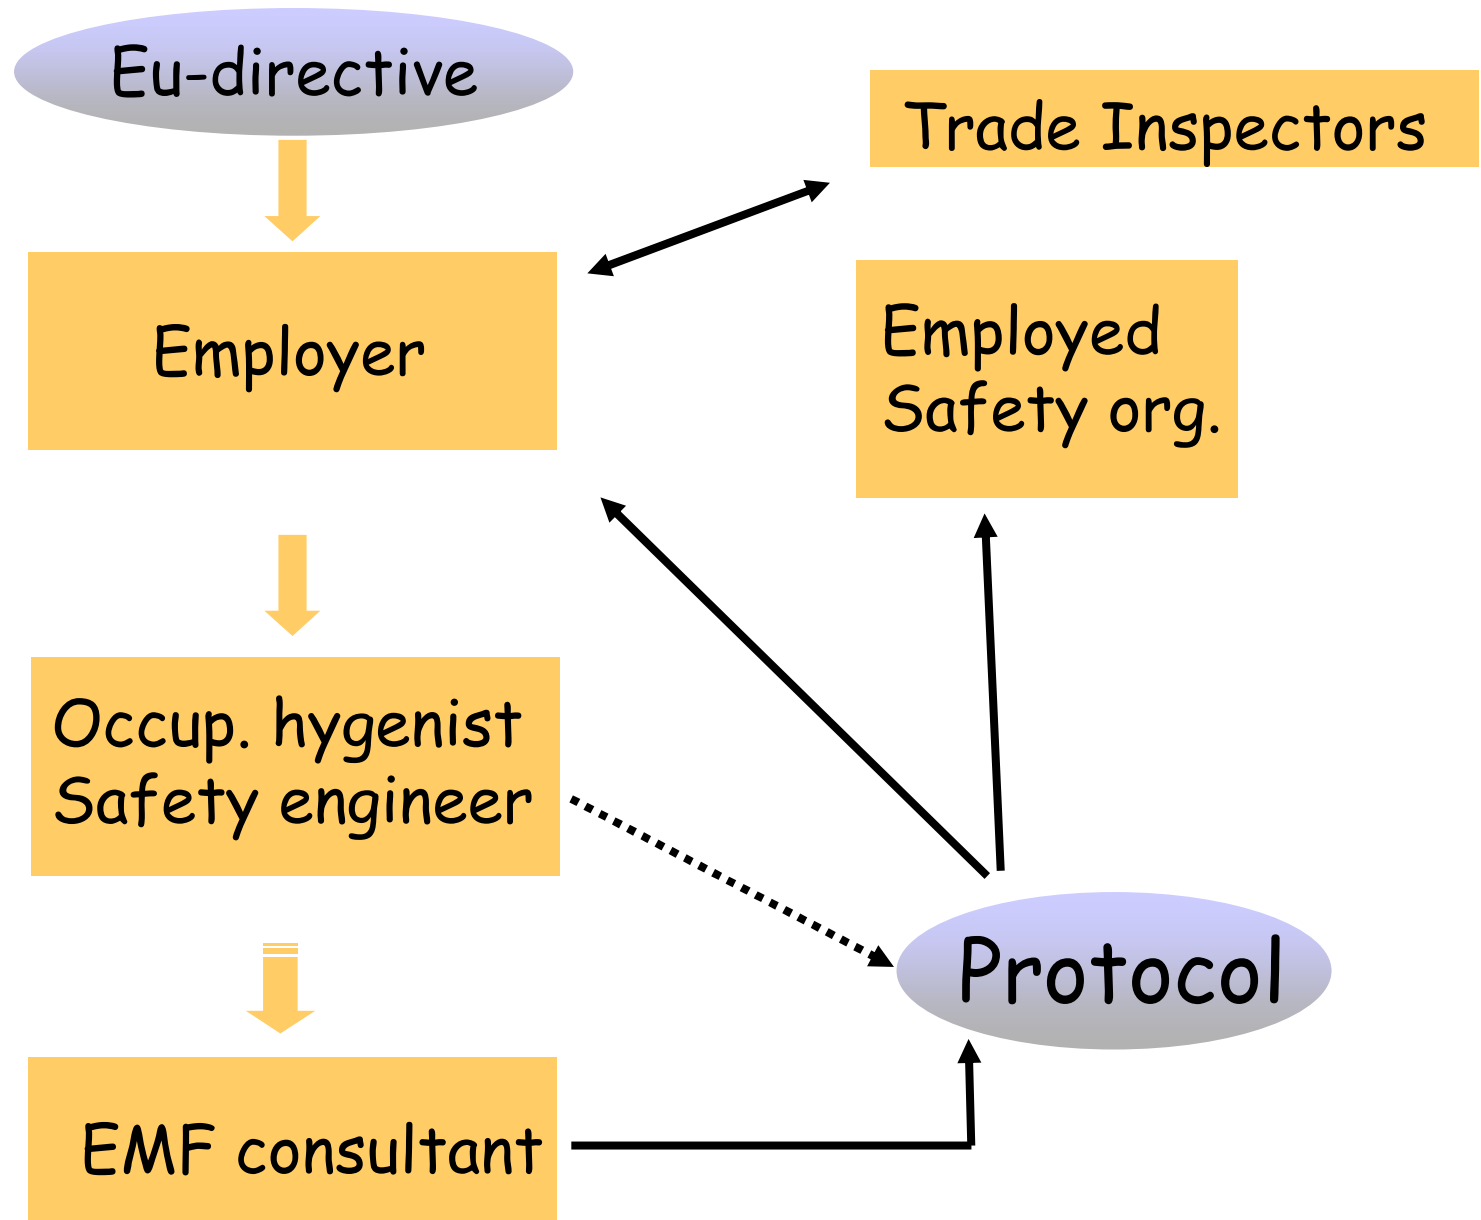 Eu-directive
Trade Inspectors
Employer
Employed
Safety org.
Occup. hygenist
Safety engineer
Protocol
EMF consultant